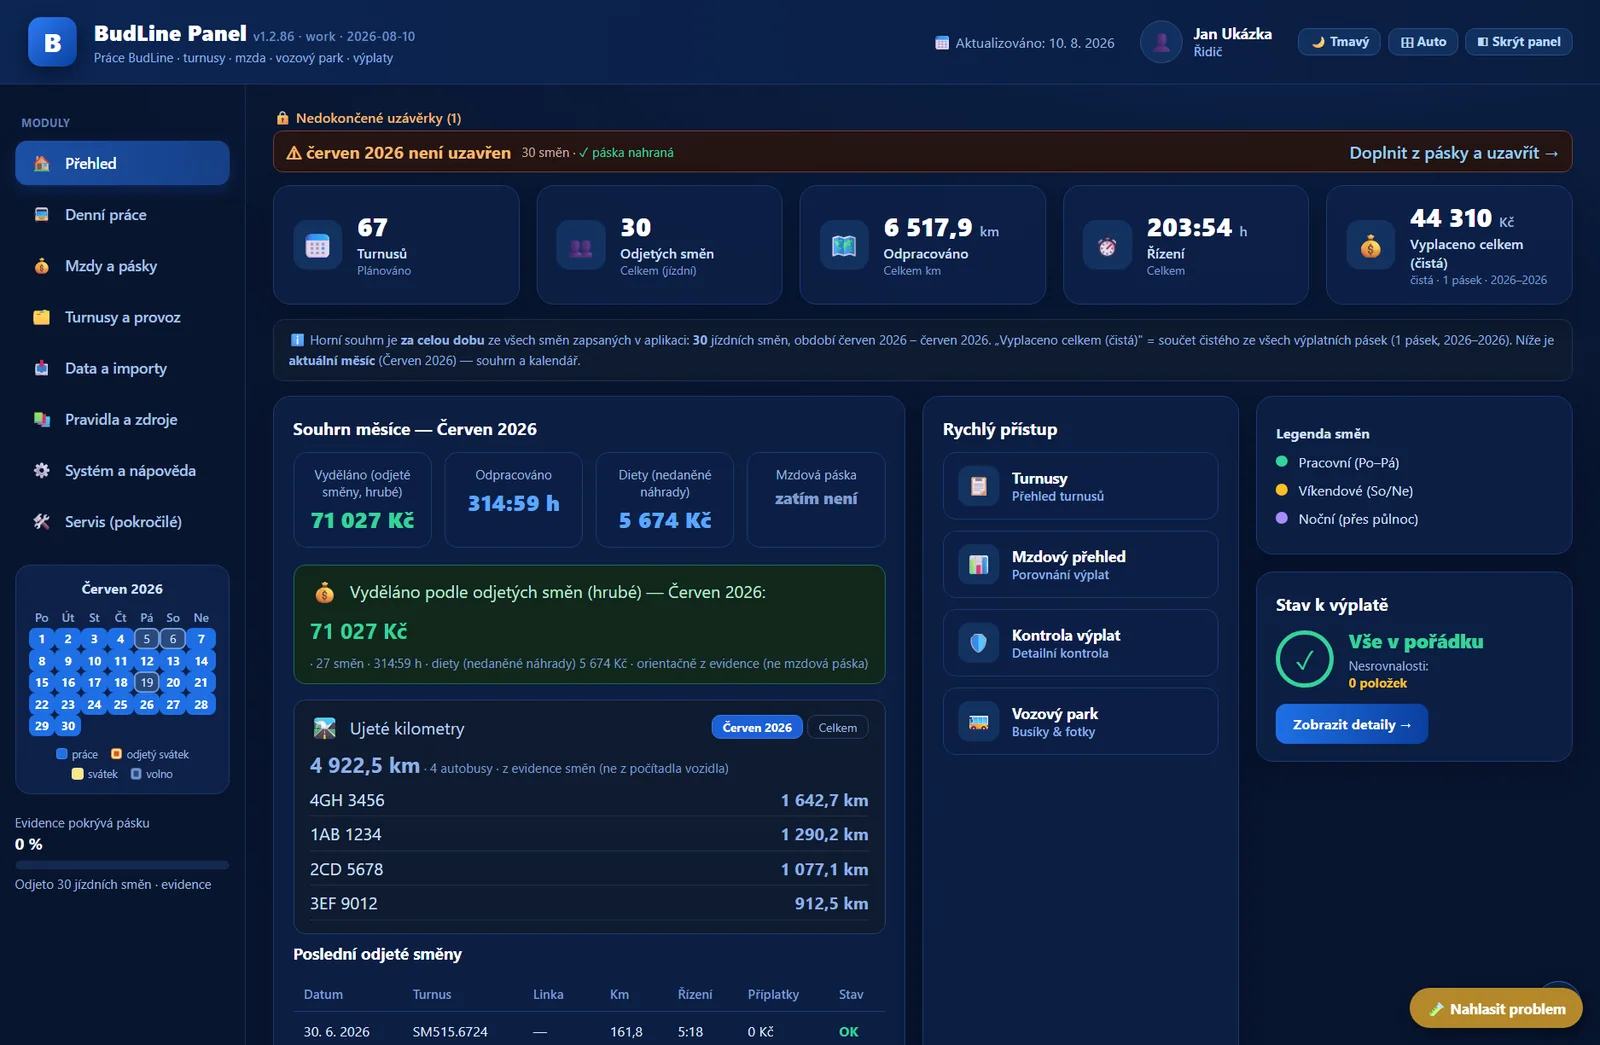 B
BudLine Panel v1.2.86 · work · 2026-08-10
Práce BudLine · turnusy · mzda · vozový park · výplaty
Aktualizováno: 10. 8. 2026
Jan Ukázka
Řidič
Tmavý
Auto
Skrýt panel
MODULY
Přehled
Denní práce
Mzdy a pásky
Turnusy a provoz
Data a importy
Pravidla a zdroje
Systém a nápověda
Servis (pokročilé)
Červen 2026
Po Út St Čt Pá So Ne
1 2 3 4 5 6 7
8 9 10 11 12 13 14
15 16 17 18 19 20 21
22 23 24 25 26 27 28
29 30
práce odjetý svátek
svátek volno
Evidence pokrývá pásku
0 %
Odjeto 30 jízdních směn · evidence
Nedokončené uzávěrky (1)
⚠ červen 2026 není uzavřen 30 směn · ✓ páska nahraná
Doplnit z pásky a uzavřít →
67
Turnusů
Plánováno
30
Odjetých směn
Celkem (jízdní)
6 517,9 km
Odpracováno
Celkem km
203:54 h
Řízení
Celkem
44 310 Kč
Vyplaceno celkem
(čistá)
čistá · 1 pásek · 2026–2026
Horní souhrn je za celou dobu ze všech směn zapsaných v aplikaci: 30 jízdních směn, období červen 2026 – červen 2026. „Vyplaceno celkem (čistá)" = součet čistého ze všech výplatních pásek (1 pásek, 2026–2026). Níže je
aktuální měsíc (Červen 2026) — souhrn a kalendář.
Souhrn měsíce — Červen 2026
Vyděláno (odjeté
směny, hrubé)
71 027 Kč
Odpracováno
314:59 h
Diety (nedaněné
náhrady)
5 674 Kč
Mzdová páska
zatím není
Vyděláno podle odjetých směn (hrubé) — Červen 2026:
71 027 Kč
· 27 směn · 314:59 h · diety (nedaněné náhrady) 5 674 Kč · orientačně z evidence (ne mzdová páska)
Ujeté kilometry
Červen 2026
Celkem
4 922,5 km · 4 autobusy · z evidence směn (ne z počítadla vozidla)
4GH 3456 1 642,7 km
1AB 1234 1 290,2 km
2CD 5678 1 077,1 km
3EF 9012 912,5 km
Poslední odjeté směny
Datum Turnus Linka Km Řízení Příplatky Stav
30. 6. 2026 SM515.6724 — 161,8 5:18 0 Kč OK
Rychlý přístup
Turnusy
Přehled turnusů
Mzdový přehled
Porovnání výplat
Kontrola výplat
Detailní kontrola
Vozový park
Busíky & fotky
Legenda směn
Pracovní (Po–Pá)
Víkendové (So/Ne)
Noční (přes půlnoc)
Stav k výplatě
✓
Vše v pořádku
Nesrovnalosti:
0 položek
Zobrazit detaily →
Nahlasit problem